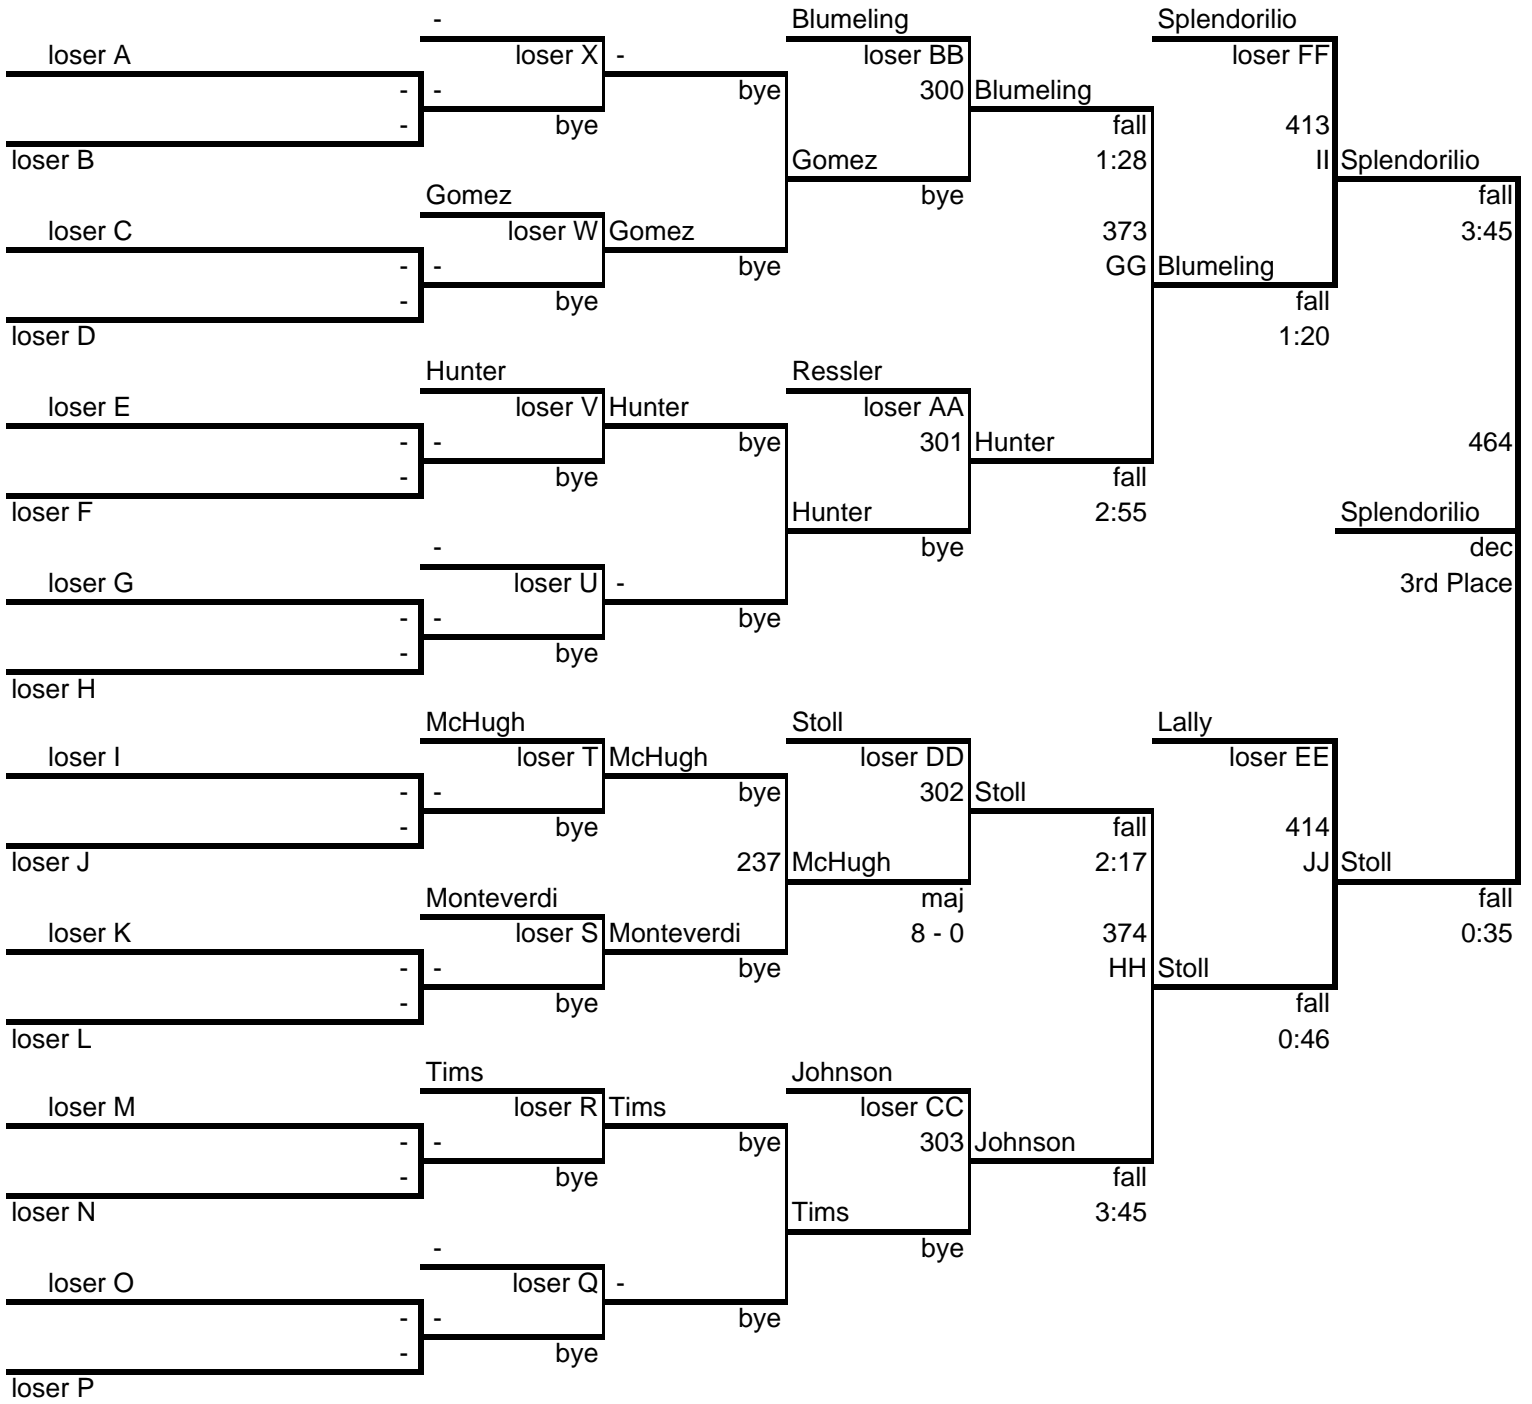 -
loser X
loser A
-
-
-
bye
loser B
-
bye
Gomez
loser W
loser C
-
-
-
bye
loser D
Gomez
bye
Blumeling
loser BB
300
Gomez
bye
Blumeling
fall
1:28
Hunter
loser V
loser E
-
-
-
bye
loser F
Hunter
bye
-
loser U
loser G
-
-
-
bye
loser H
-
bye
Ressler
loser AA
301
Hunter
bye
Hunter
fall
2:55
373
GG
Blumeling
fall
1:20
Splendorilio
loser FF
413
II
Splendorilio
fall
3:45
464
Splendorilio
dec
3rd Place
McHugh
loser T
loser I
-
-
-
bye
loser J
McHugh
bye
Monteverdi
loser S
loser K
-
-
-
bye
loser L
Monteverdi
bye
237
Stoll
loser DD
302
McHugh
maj
8 - 0
Stoll
fall
2:17
Tims
loser R
loser M
-
-
-
bye
loser N
Tims
bye
-
loser Q
loser O
-
-
-
bye
loser P
-
bye
Johnson
loser CC
303
Tims
bye
Johnson
fall
3:45
374
HH
Stoll
fall
0:46
Lally
loser EE
414
JJ
Stoll
fall
0:35